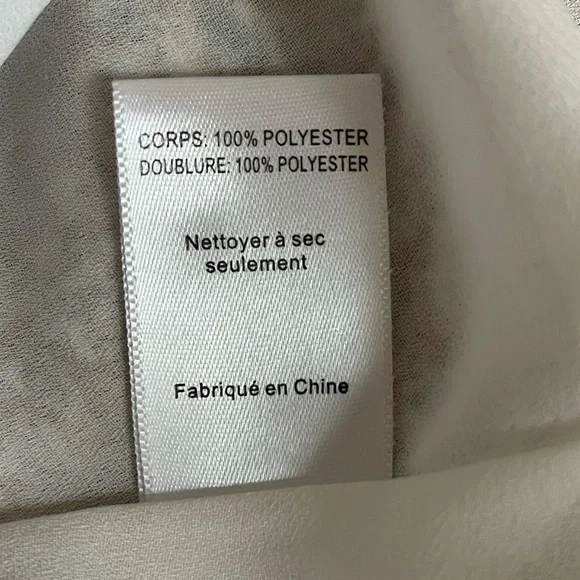 CORPS: 100% POLYESTER
DOUBLURE: 100% POLYESTER
Nettoyer à sec
seulement
Fabriqué en Chine